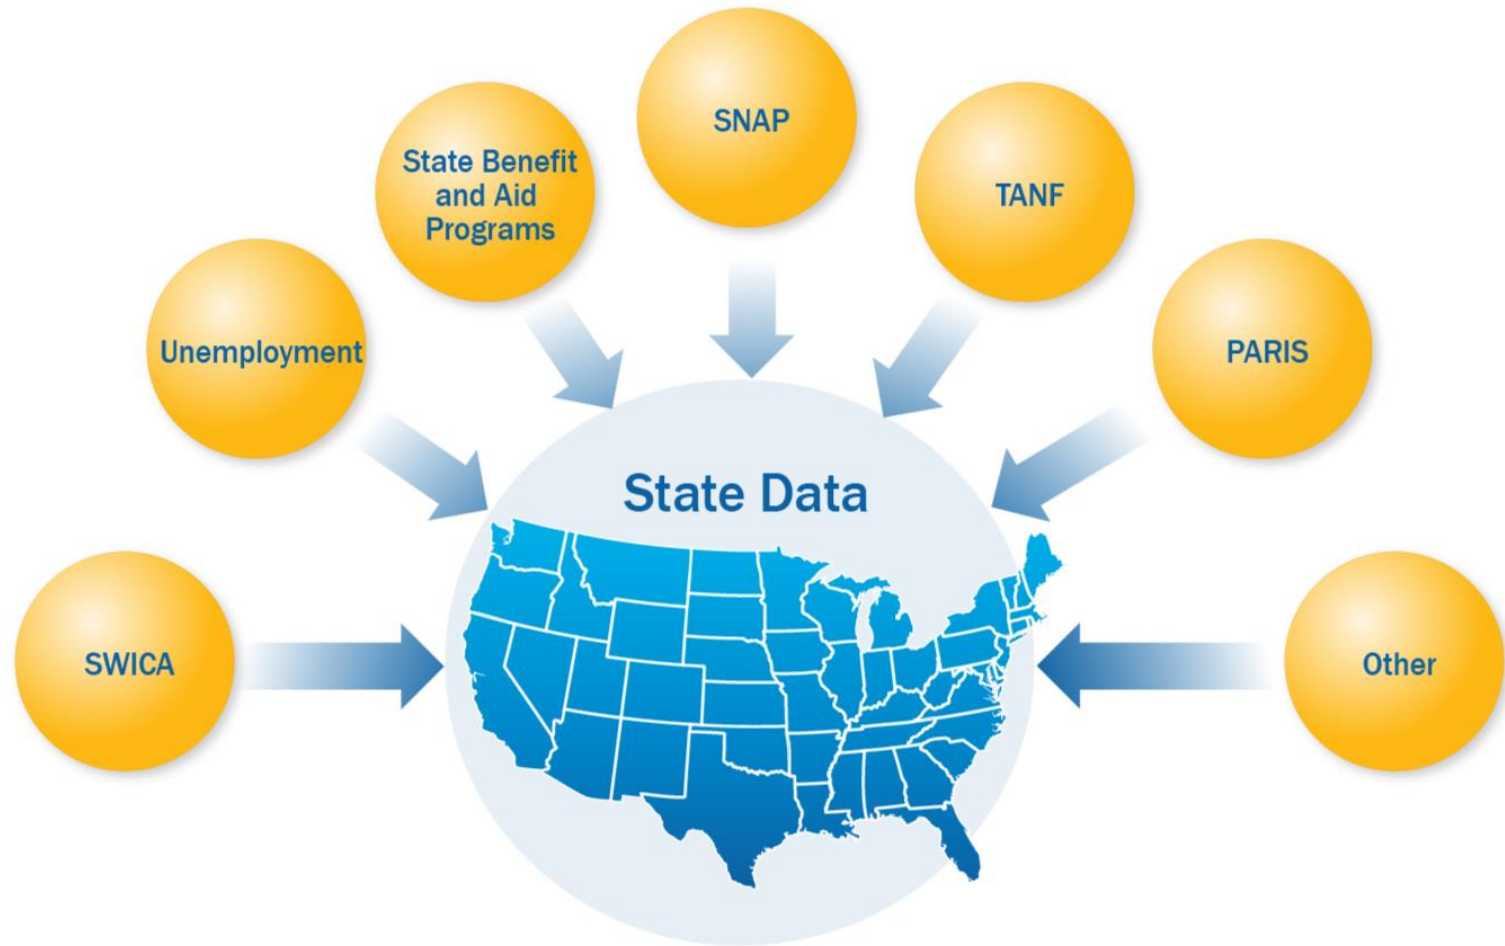 SNAP
State Benefit
and Aid
Programs
TANF
Unemployment
PARIS
State Data
SWICA
Other